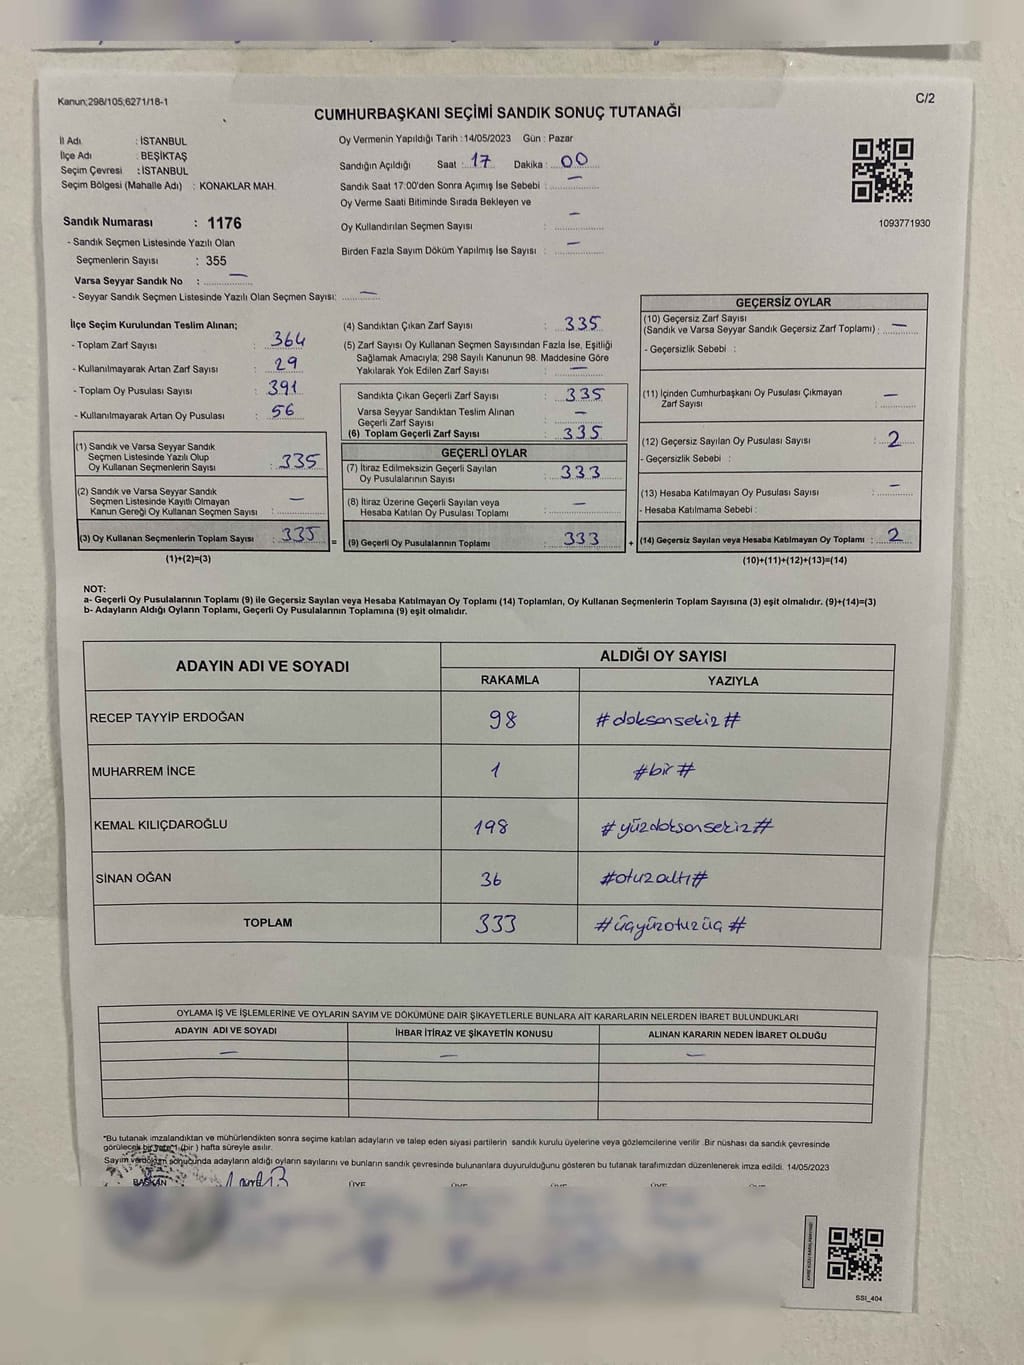 Kanun;298/105;6271/18-1
C/2
CUMHURBAŞKANI SEÇİMİ SANDIK SONUÇ TUTANAĞI
İl Adı : İSTANBUL
İlçe Adı : BEŞİKTAŞ
Seçim Çevresi : İSTANBUL
Seçim Bölgesi (Mahalle Adı) : KONAKLAR MAH.
Sandık Numarası : 1176
- Sandık Seçmen Listesinde Yazılı Olan
Seçmenlerin Sayısı : 355
Varsa Seyyar Sandık No : —
- Seyyar Sandık Seçmen Listesinde Yazılı Olan Seçmen Sayısı: —
Oy Vermenin Yapıldığı Tarih :14/05/2023 Gün : Pazar
Sandığın Açıldığı Saat : 17 Dakika : 00
Sandık Saat 17:00'den Sonra Açımış İse Sebebi : —
Oy Verme Saati Bitiminde Sırada Bekleyen ve
Oy Kullandırılan Seçmen Sayısı : —
Birden Fazla Sayım Döküm Yapılmış İse Sayısı : —
1093771930
İlçe Seçim Kurulundan Teslim Alınan;
- Toplam Zarf Sayısı : 364
- Kullanılmayarak Artan Zarf Sayısı : 29
- Toplam Oy Pusulası Sayısı : 391
- Kullanılmayarak Artan Oy Pusulası : 56
(1) Sandık ve Varsa Seyyar Sandık
Seçmen Listesinde Yazılı Olup
Oy Kullanan Seçmenlerin Sayısı : 335
(2) Sandık ve Varsa Seyyar Sandık
Seçmen Listesinde Kayıtlı Olmayan
Kanun Gereği Oy Kullanan Seçmen Sayısı : —
(3) Oy Kullanan Seçmenlerin Toplam Sayısı : 335
(1)+(2)=(3)
(4) Sandıktan Çıkan Zarf Sayısı : 335
(5) Zarf Sayısı Oy Kullanan Seçmen Sayısından Fazla İse, Eşitliği
Sağlamak Amacıyla; 298 Sayılı Kanunun 98. Maddesine Göre
Yakılarak Yok Edilen Zarf Sayısı : —
Sandıkta Çıkan Geçerli Zarf Sayısı : 335
Varsa Seyyar Sandıktan Teslim Alınan
Geçerli Zarf Sayısı : —
(6) Toplam Geçerli Zarf Sayısı : 335
GEÇERLİ OYLAR
(7) İtiraz Edilmeksizin Geçerli Sayılan
Oy Pusulalarının Sayısı : 333
(8) İtiraz Üzerine Geçerli Sayılan veya
Hesaba Katılan Oy Pusulası Toplamı : —
= (9) Geçerli Oy Pusulalarının Toplamı : 333
GEÇERSİZ OYLAR
(10) Geçersiz Zarf Sayısı
(Sandık ve Varsa Seyyar Sandık Geçersiz Zarf Toplamı) : —
- Geçersizlik Sebebi :
(11) İçinden Cumhurbaşkanı Oy Pusulası Çıkmayan
Zarf Sayısı : —
(12) Geçersiz Sayılan Oy Pusulası Sayısı : 2
- Geçersizlik Sebebi :
(13) Hesaba Katılmayan Oy Pusulası Sayısı : —
- Hesaba Katılmama Sebebi :
+ (14) Geçersiz Sayılan veya Hesaba Katılmayan Oy Toplamı : 2
(10)+(11)+(12)+(13)=(14)
NOT:
a- Geçerli Oy Pusulalarının Toplamı (9) ile Geçersiz Sayılan veya Hesaba Katılmayan Oy Toplamı (14) Toplamları, Oy Kullanan Seçmenlerin Toplam Sayısına (3) eşit olmalıdır. (9)+(14)=(3)
b- Adayların Aldığı Oyların Toplamı, Geçerli Oy Pusulalarının Toplamına (9) eşit olmalıdır.
ADAYIN ADI VE SOYADI
ALDIĞI OY SAYISI
RAKAMLA YAZIYLA
RECEP TAYYİP ERDOĞAN 98 #doksansekiz#
MUHARREM İNCE 1 #bir#
KEMAL KILIÇDAROĞLU 198 #yüzdoksansekiz#
SİNAN OĞAN 36 #otuzaltı#
TOPLAM 333 #üçyüzotuzüç#
OYLAMA İŞ VE İŞLEMLERİNE VE OYLARIN SAYIM VE DÖKÜMÜNE DAİR ŞİKAYETLERLE BUNLARA AİT KARARLARIN NELERDEN İBARET BULUNDUKLARI
ADAYIN ADI VE SOYADI İHBAR İTİRAZ VE ŞİKAYETİN KONUSU ALINAN KARARIN NEDEN İBARET OLDUĞU
— — —
"Bu tutanak imzalandıktan ve mühürlendikten sonra seçime katılan adayların ve talep eden siyasi partilerin sandık kurulu üyelerine veya gözlemcilerine verilir .Bir nüshası da sandık çevresinde
görülecek bir yere"1 (bir ) hafta süreyle asılır.
Sayım ve döküm sonucunda adayların aldığı oyların sayılarını ve bunların sandık çevresinde bulunanlara duyurulduğunu gösteren bu tutanak tarafımızdan düzenlenerek imza edildi. 14/05/2023
BAŞKAN ÜYE ÜYE ÜYE ÜYE
SSI_404